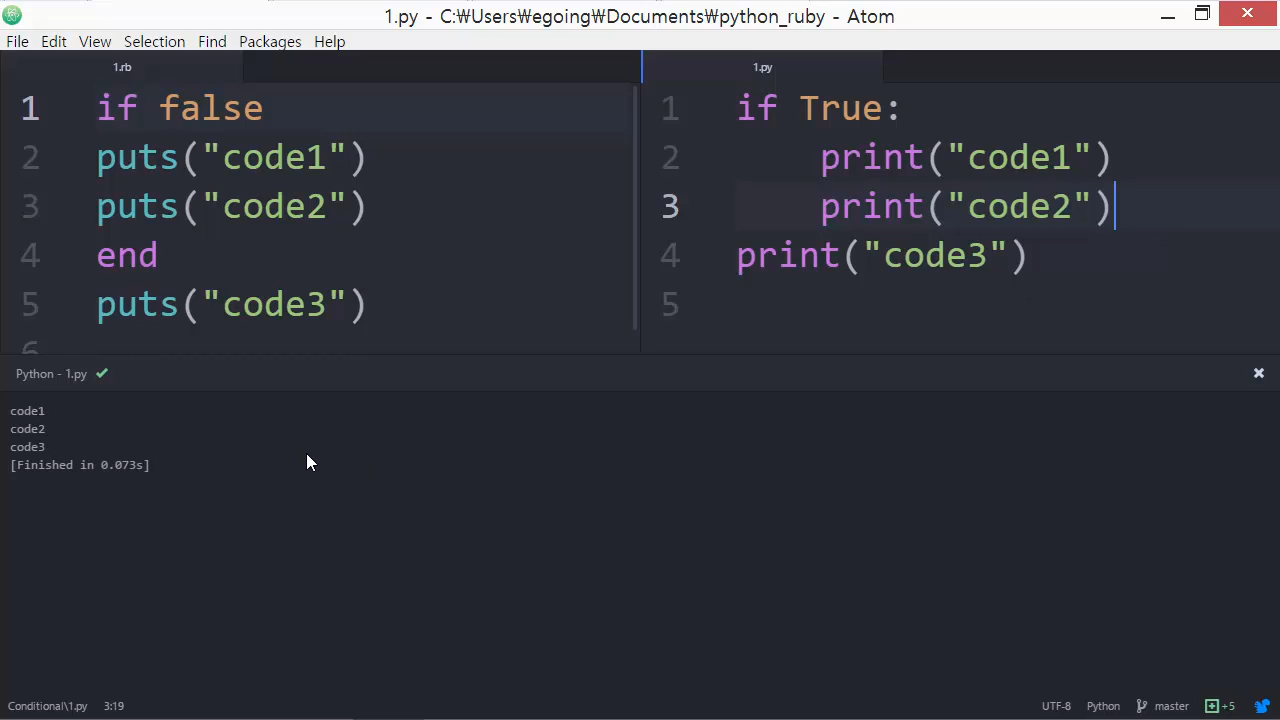 1.py - C:₩Users₩egoing₩Documents₩python_ruby - Atom
File Edit View Selection Find Packages Help
1.rb
1 if false
2 puts("code1")
3 puts("code2")
4 end
5 puts("code3")
6
1.py
1 if True:
2     print("code1")
3     print("code2")
4 print("code3")
5
Python - 1.py
code1
code2
code3
[Finished in 0.073s]
Conditional\1.py 3:19 UTF-8 Python master +5